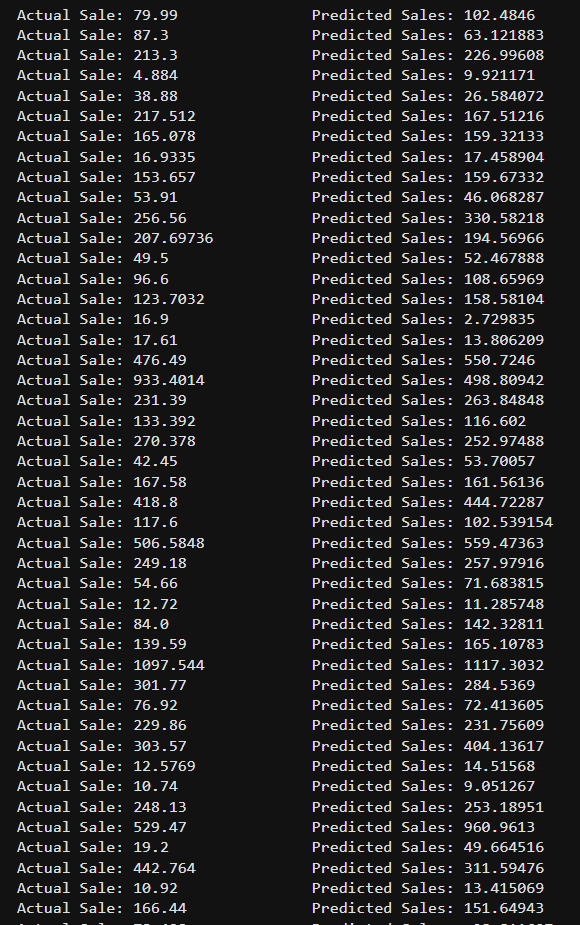 Actual Sale: 79.99 Predicted Sales: 102.4846
Actual Sale: 87.3 Predicted Sales: 63.121883
Actual Sale: 213.3 Predicted Sales: 226.99608
Actual Sale: 4.884 Predicted Sales: 9.921171
Actual Sale: 38.88 Predicted Sales: 26.584072
Actual Sale: 217.512 Predicted Sales: 167.51216
Actual Sale: 165.078 Predicted Sales: 159.32133
Actual Sale: 16.9335 Predicted Sales: 17.458904
Actual Sale: 153.657 Predicted Sales: 159.67332
Actual Sale: 53.91 Predicted Sales: 46.068287
Actual Sale: 256.56 Predicted Sales: 330.58218
Actual Sale: 207.69736 Predicted Sales: 194.56966
Actual Sale: 49.5 Predicted Sales: 52.467888
Actual Sale: 96.6 Predicted Sales: 108.65969
Actual Sale: 123.7032 Predicted Sales: 158.58104
Actual Sale: 16.9 Predicted Sales: 2.729835
Actual Sale: 17.61 Predicted Sales: 13.806209
Actual Sale: 476.49 Predicted Sales: 550.7246
Actual Sale: 933.4014 Predicted Sales: 498.80942
Actual Sale: 231.39 Predicted Sales: 263.84848
Actual Sale: 133.392 Predicted Sales: 116.602
Actual Sale: 270.378 Predicted Sales: 252.97488
Actual Sale: 42.45 Predicted Sales: 53.70057
Actual Sale: 167.58 Predicted Sales: 161.56136
Actual Sale: 418.8 Predicted Sales: 444.72287
Actual Sale: 117.6 Predicted Sales: 102.539154
Actual Sale: 506.5848 Predicted Sales: 559.47363
Actual Sale: 249.18 Predicted Sales: 257.97916
Actual Sale: 54.66 Predicted Sales: 71.683815
Actual Sale: 12.72 Predicted Sales: 11.285748
Actual Sale: 84.0 Predicted Sales: 142.32811
Actual Sale: 139.59 Predicted Sales: 165.10783
Actual Sale: 1097.544 Predicted Sales: 1117.3032
Actual Sale: 301.77 Predicted Sales: 284.5369
Actual Sale: 76.92 Predicted Sales: 72.413605
Actual Sale: 229.86 Predicted Sales: 231.75609
Actual Sale: 303.57 Predicted Sales: 404.13617
Actual Sale: 12.5769 Predicted Sales: 14.51568
Actual Sale: 10.74 Predicted Sales: 9.051267
Actual Sale: 248.13 Predicted Sales: 253.18951
Actual Sale: 529.47 Predicted Sales: 960.9613
Actual Sale: 19.2 Predicted Sales: 49.664516
Actual Sale: 442.764 Predicted Sales: 311.59476
Actual Sale: 10.92 Predicted Sales: 13.415069
Actual Sale: 166.44 Predicted Sales: 151.64943